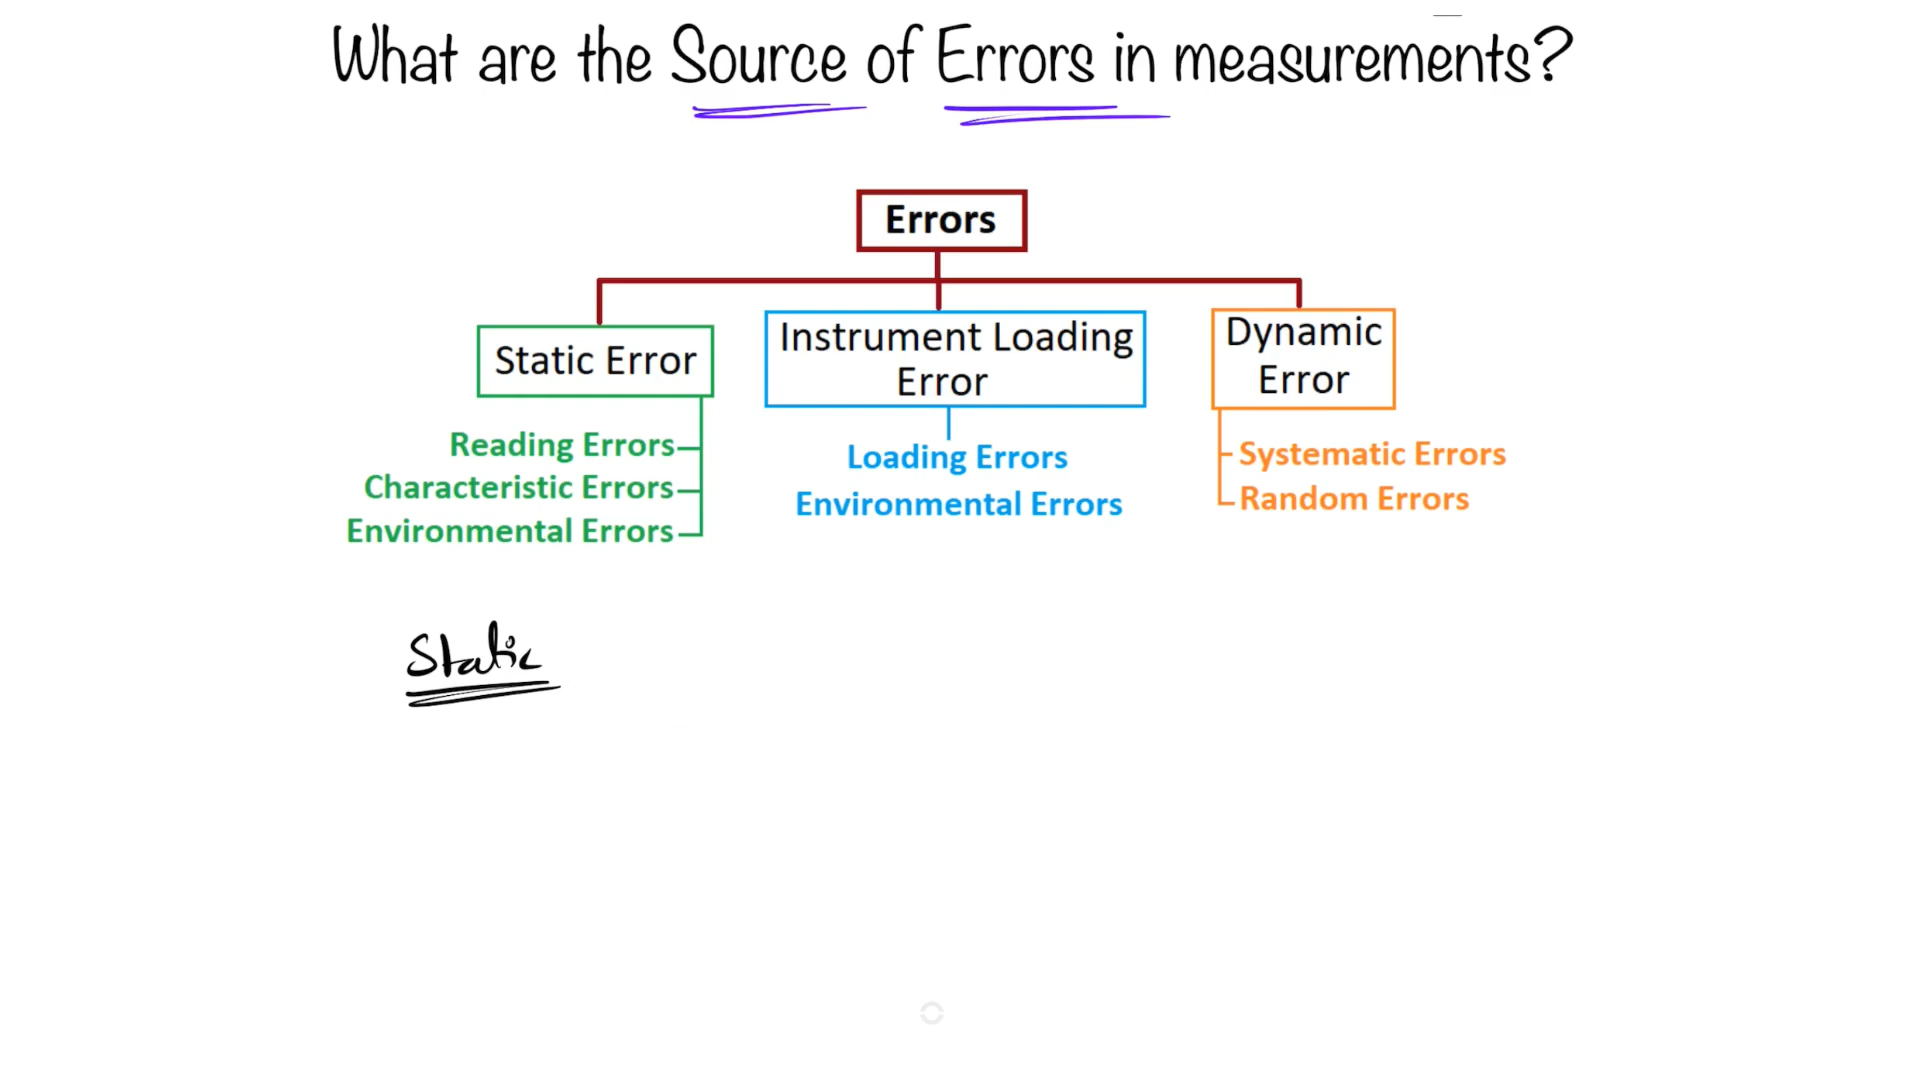 What are the Source of Errors in measurements?
Errors
Static Error
Reading Errors
Characteristic Errors
Environmental Errors
Instrument Loading
Error
Loading Errors
Environmental Errors
Dynamic
Error
Systematic Errors
Random Errors
Static